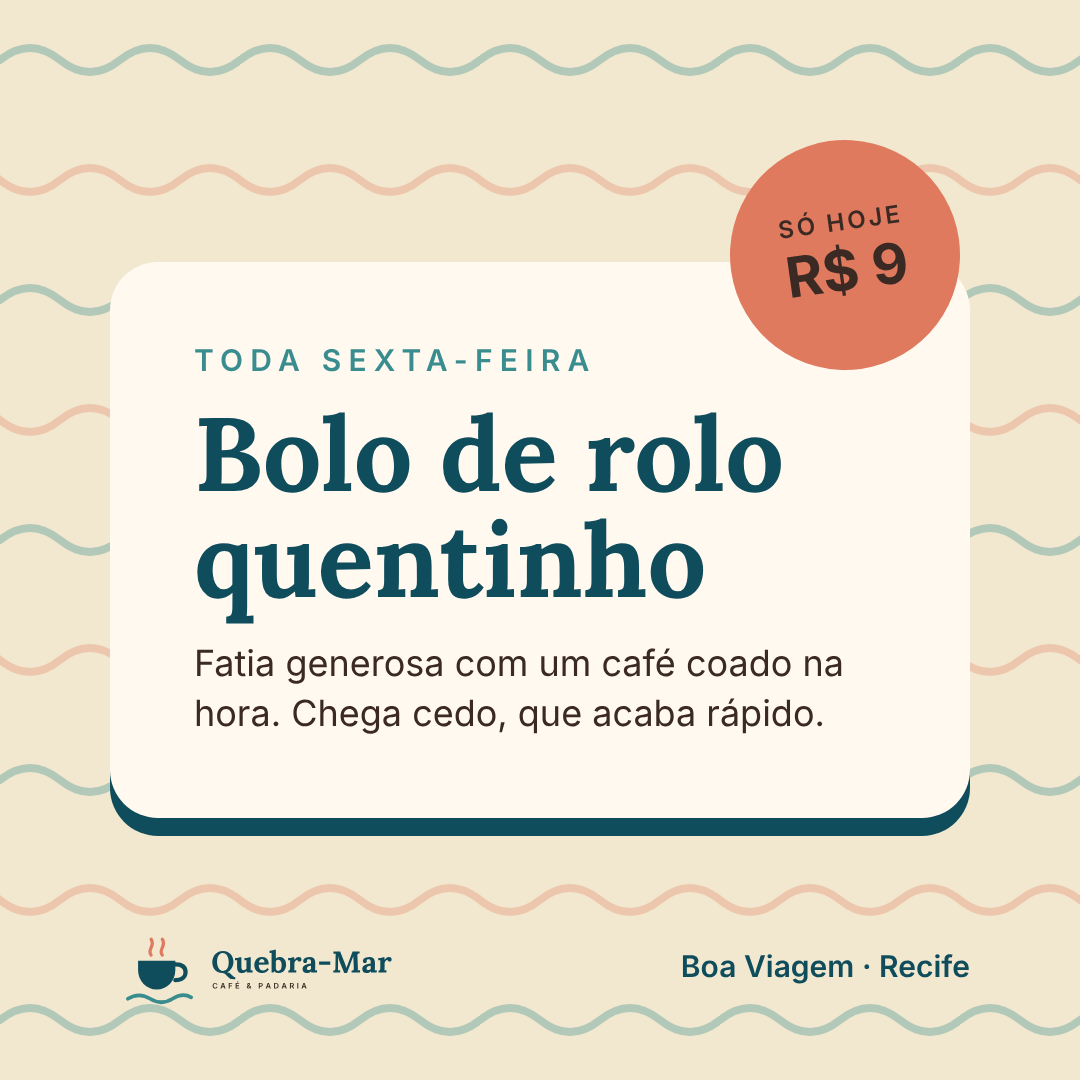 SÓ HOJE
R$ 9
TODA SEXTA-FEIRA
Bolo de rolo
quentinho
Fatia generosa com um café coado na
hora. Chega cedo, que acaba rápido.
Quebra-Mar
CAFÉ & PADARIA
Boa Viagem · Recife